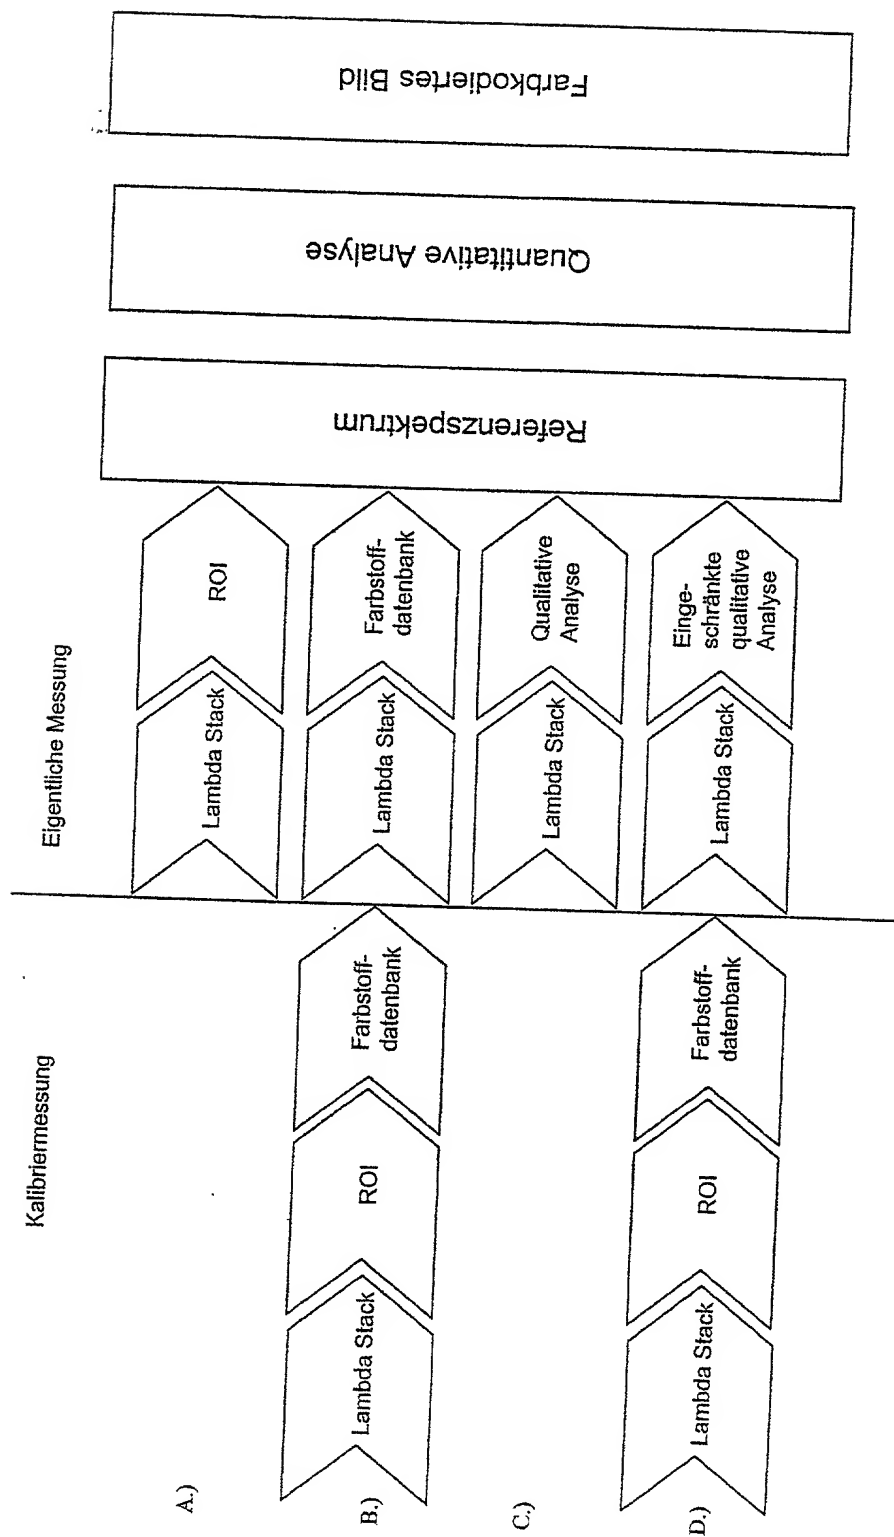 Kalibriermessung
Eigentliche Messung
A.)
Lambda Stack
ROI
B.)
Lambda Stack
ROI
Farbstoff-
datenbank
Lambda Stack
Farbstoff-
datenbank
C.)
Lambda Stack
Qualitative
Analyse
D.)
Lambda Stack
ROI
Farbstoff-
datenbank
Lambda Stack
Einge-
schränkte
qualitative
Analyse
Referenzspektrum
Quantitative Analyse
Farbkodiertes Bild